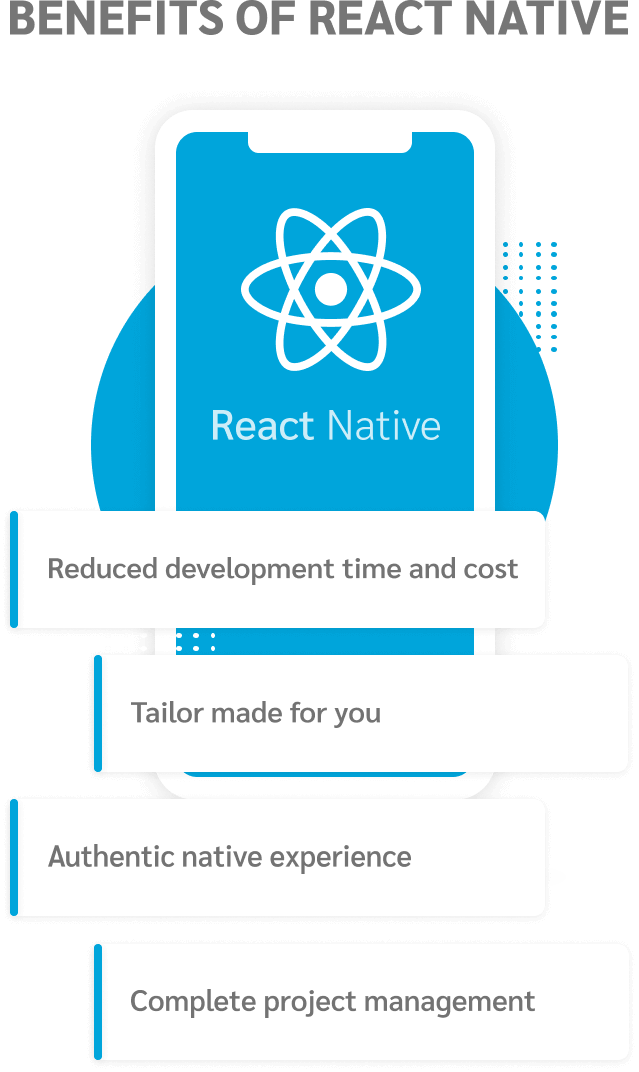 BENEFITS OF REACT NATIVE
React Native
Reduced development time and cost
Tailor made for you
Authentic native experience
Complete project management